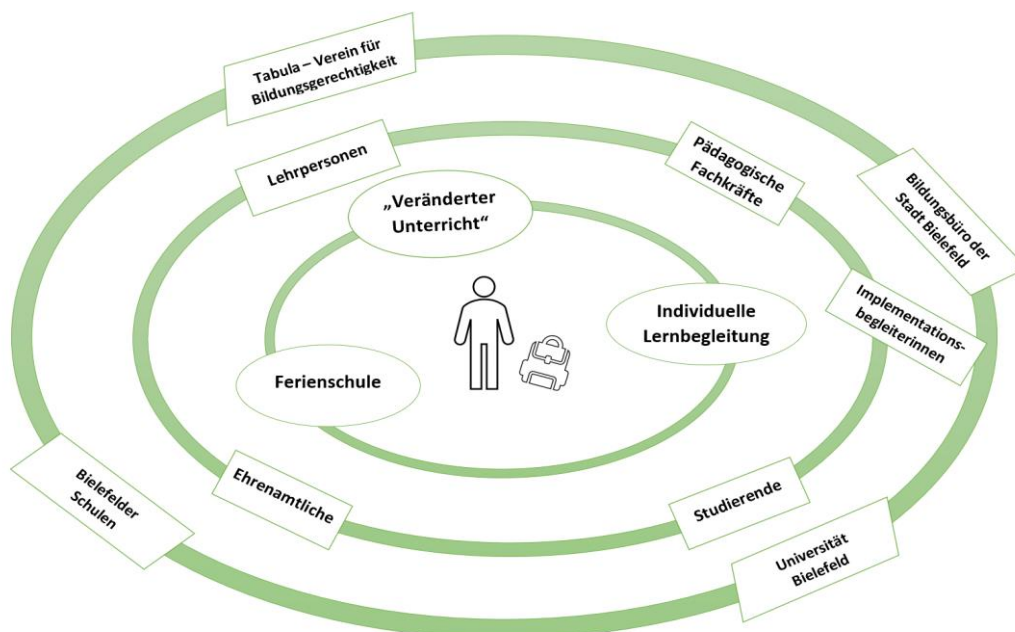 Tabula – Verein für
Bildungsgerechtigkeit
Lehrpersonen
Pädagogische
Fachkräfte
Bildungsbüro der
Stadt Bielefeld
„Veränderter
Unterricht“
Individuelle
Lernbegleitung
Implementations-
begleiterinnen
Ferienschule
Bielefelder
Schulen
Ehrenamtliche
Studierende
Universität
Bielefeld